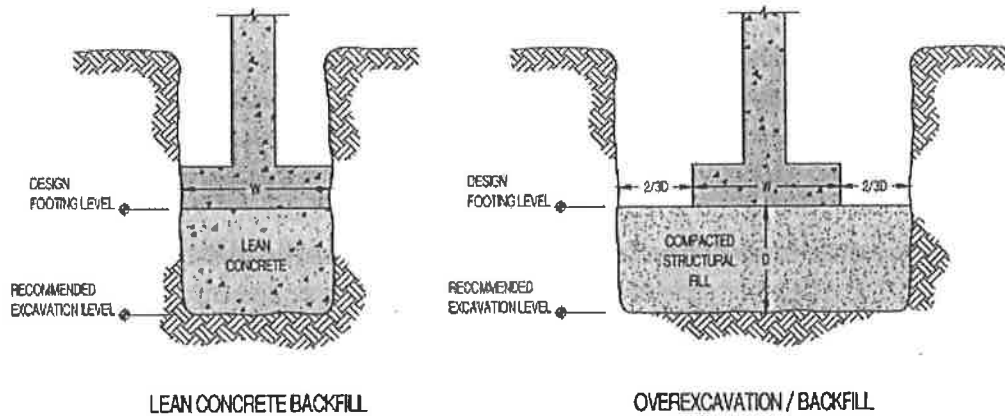 DESIGN
FOOTING LEVEL
W
LEAN
CONCRETE
RECOMMENDED
EXCAVATION LEVEL
LEAN CONCRETE BACKFILL
DESIGN
FOOTING LEVEL
2/3D
W
2/3D
COMPACTED
STRUCTURAL
FILL
D
RECOMMENDED
EXCAVATION LEVEL
OVEREXCAVATION / BACKFILL